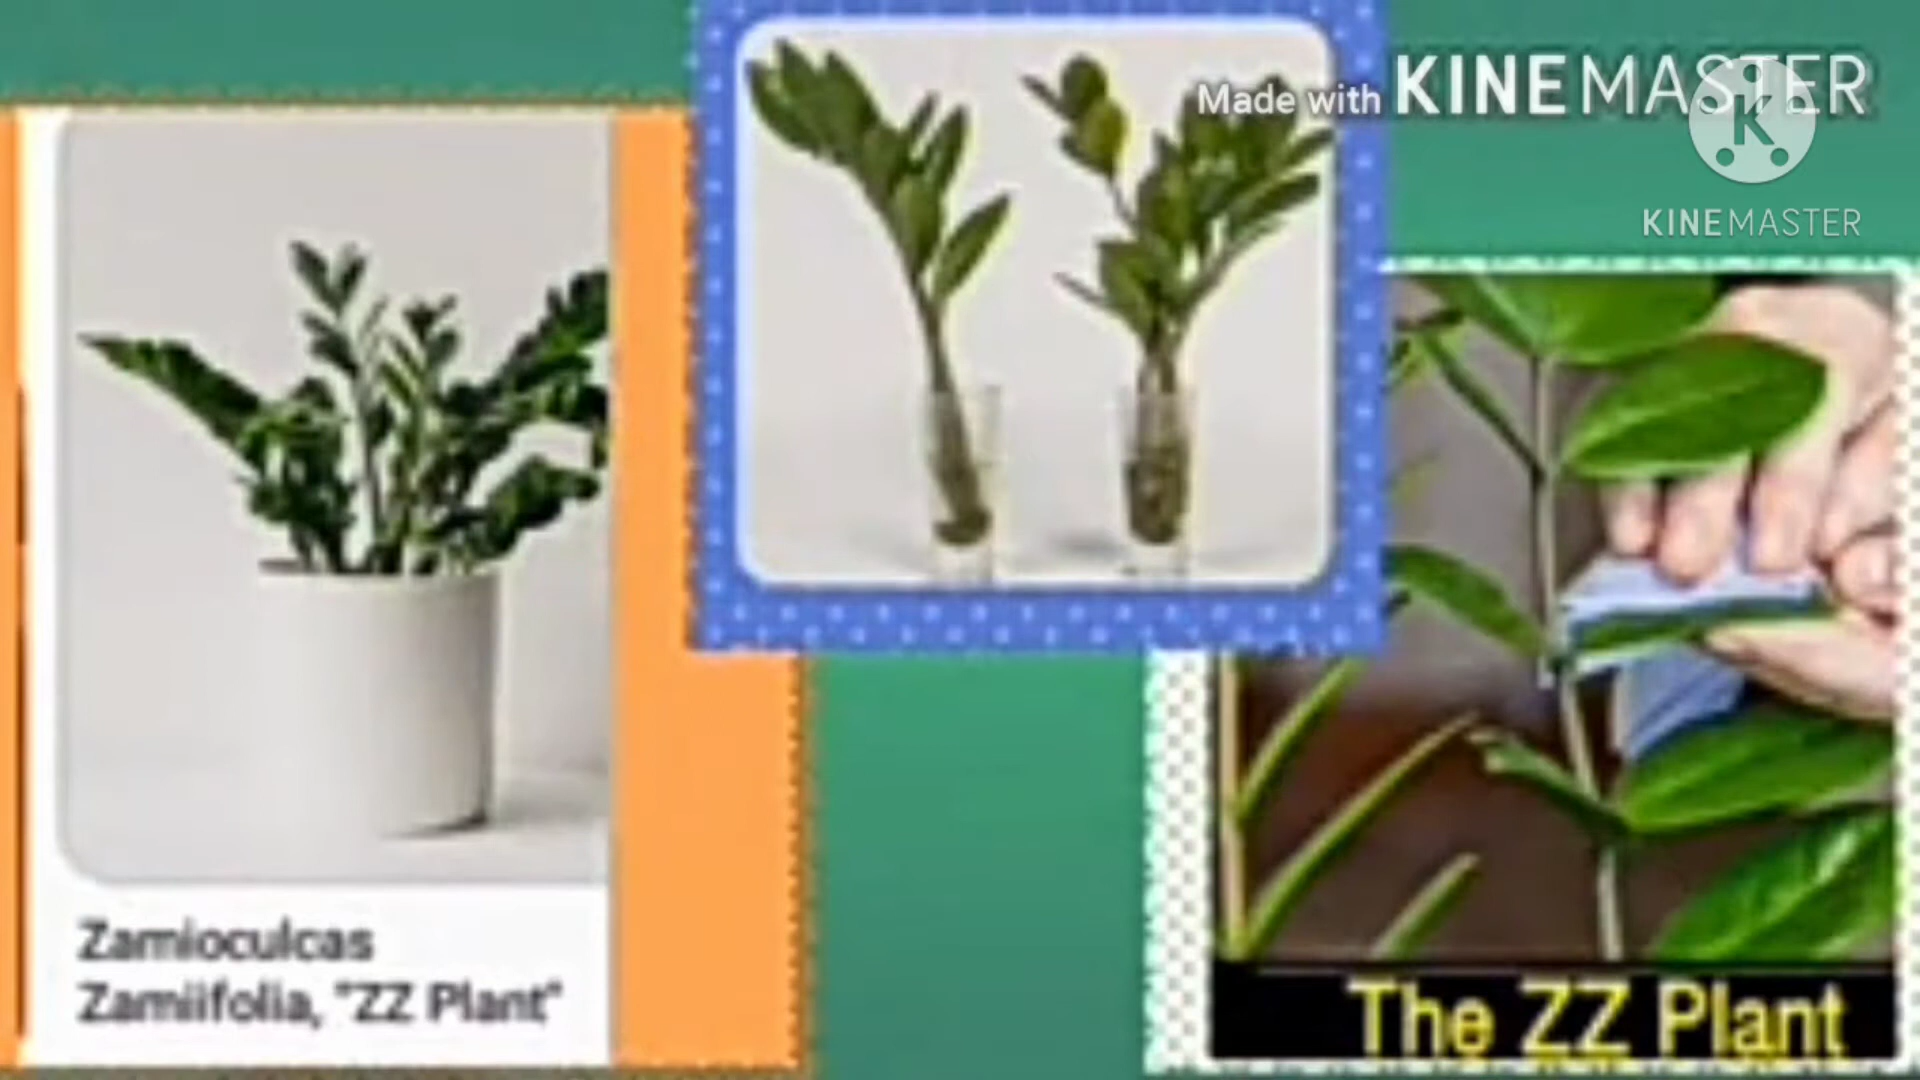 Made with KINEMASTER
K
KINEMASTER
Zamioculcas
Zamiifolia, "ZZ Plant"
The ZZ Plant